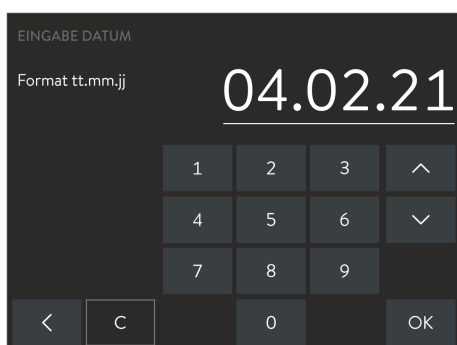 EINGABE DATUM
Format tt.mm.jj
04.02.21
1 2 3
4 5 6
7 8 9
C 0 OK